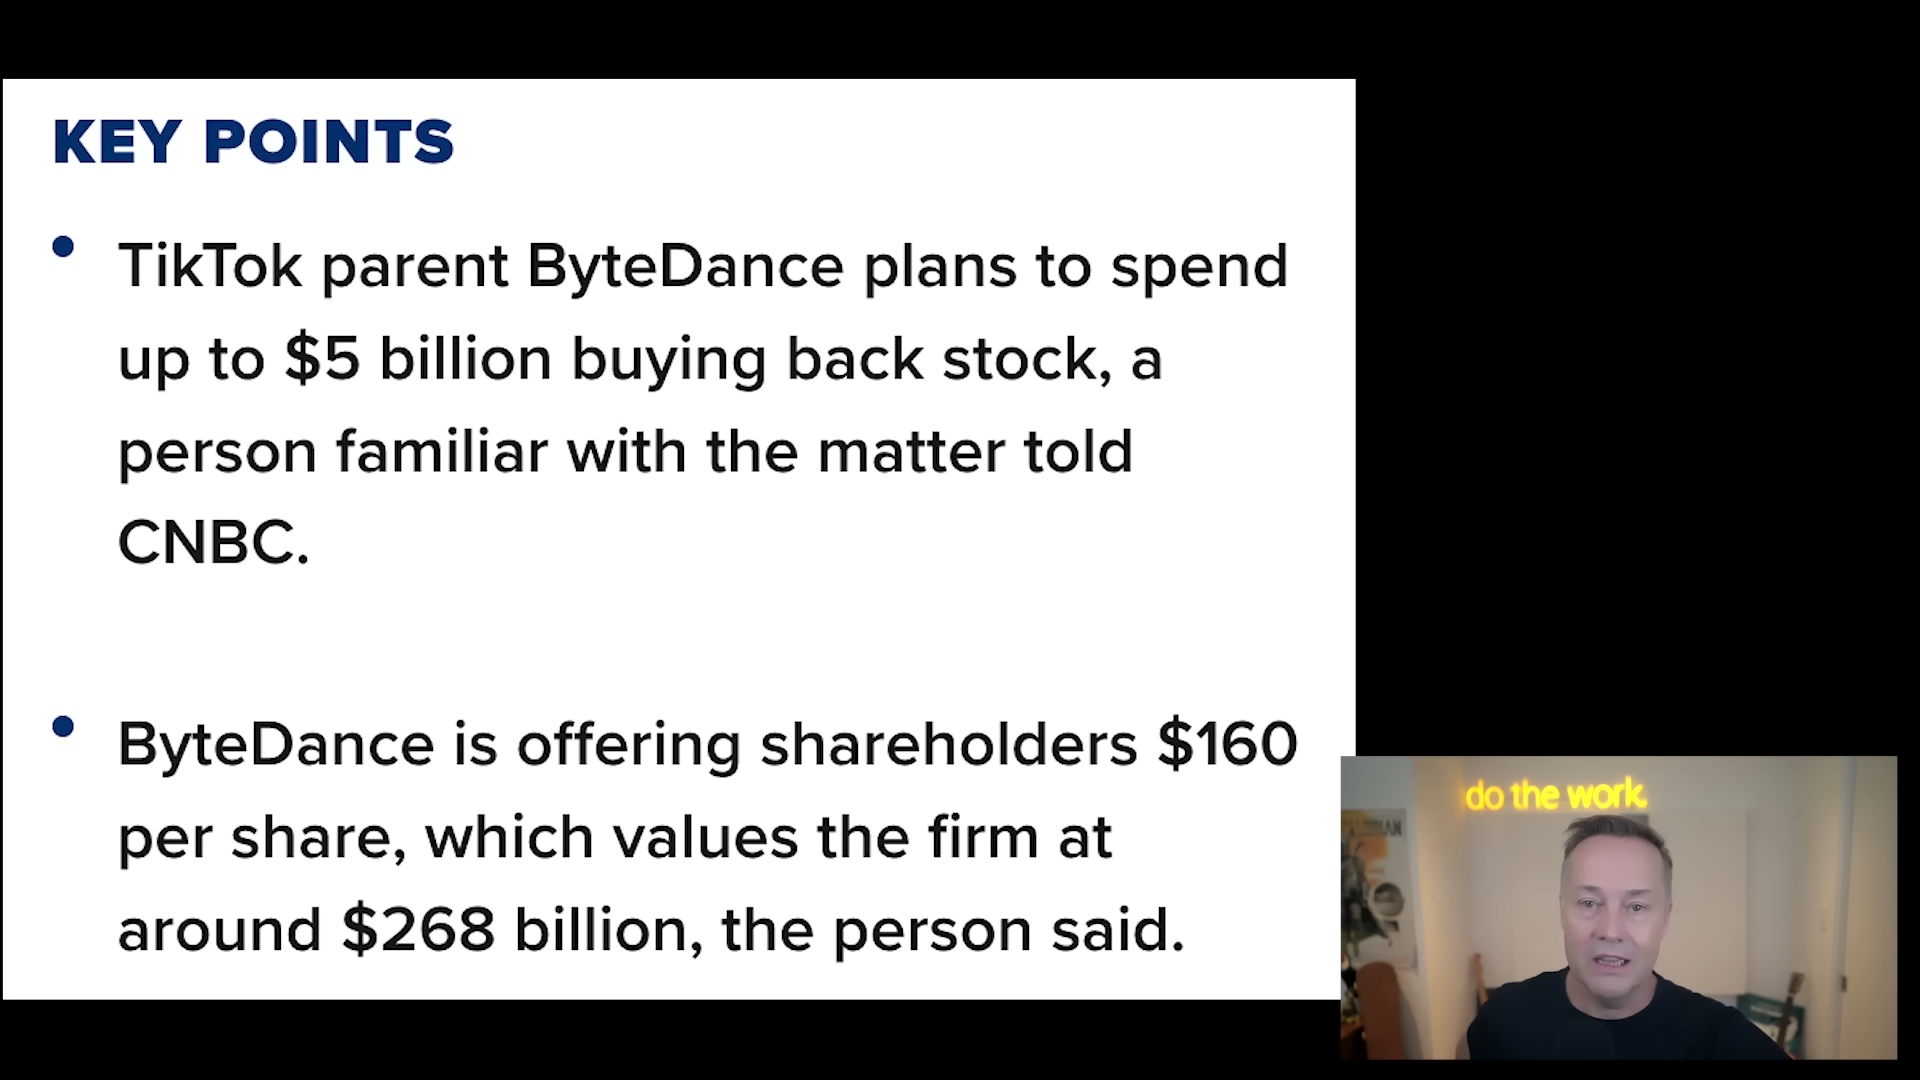 KEY POINTS
• TikTok parent ByteDance plans to spend
up to $5 billion buying back stock, a
person familiar with the matter told
CNBC.
• ByteDance is offering shareholders $160
per share, which values the firm at
around $268 billion, the person said.
do the work.